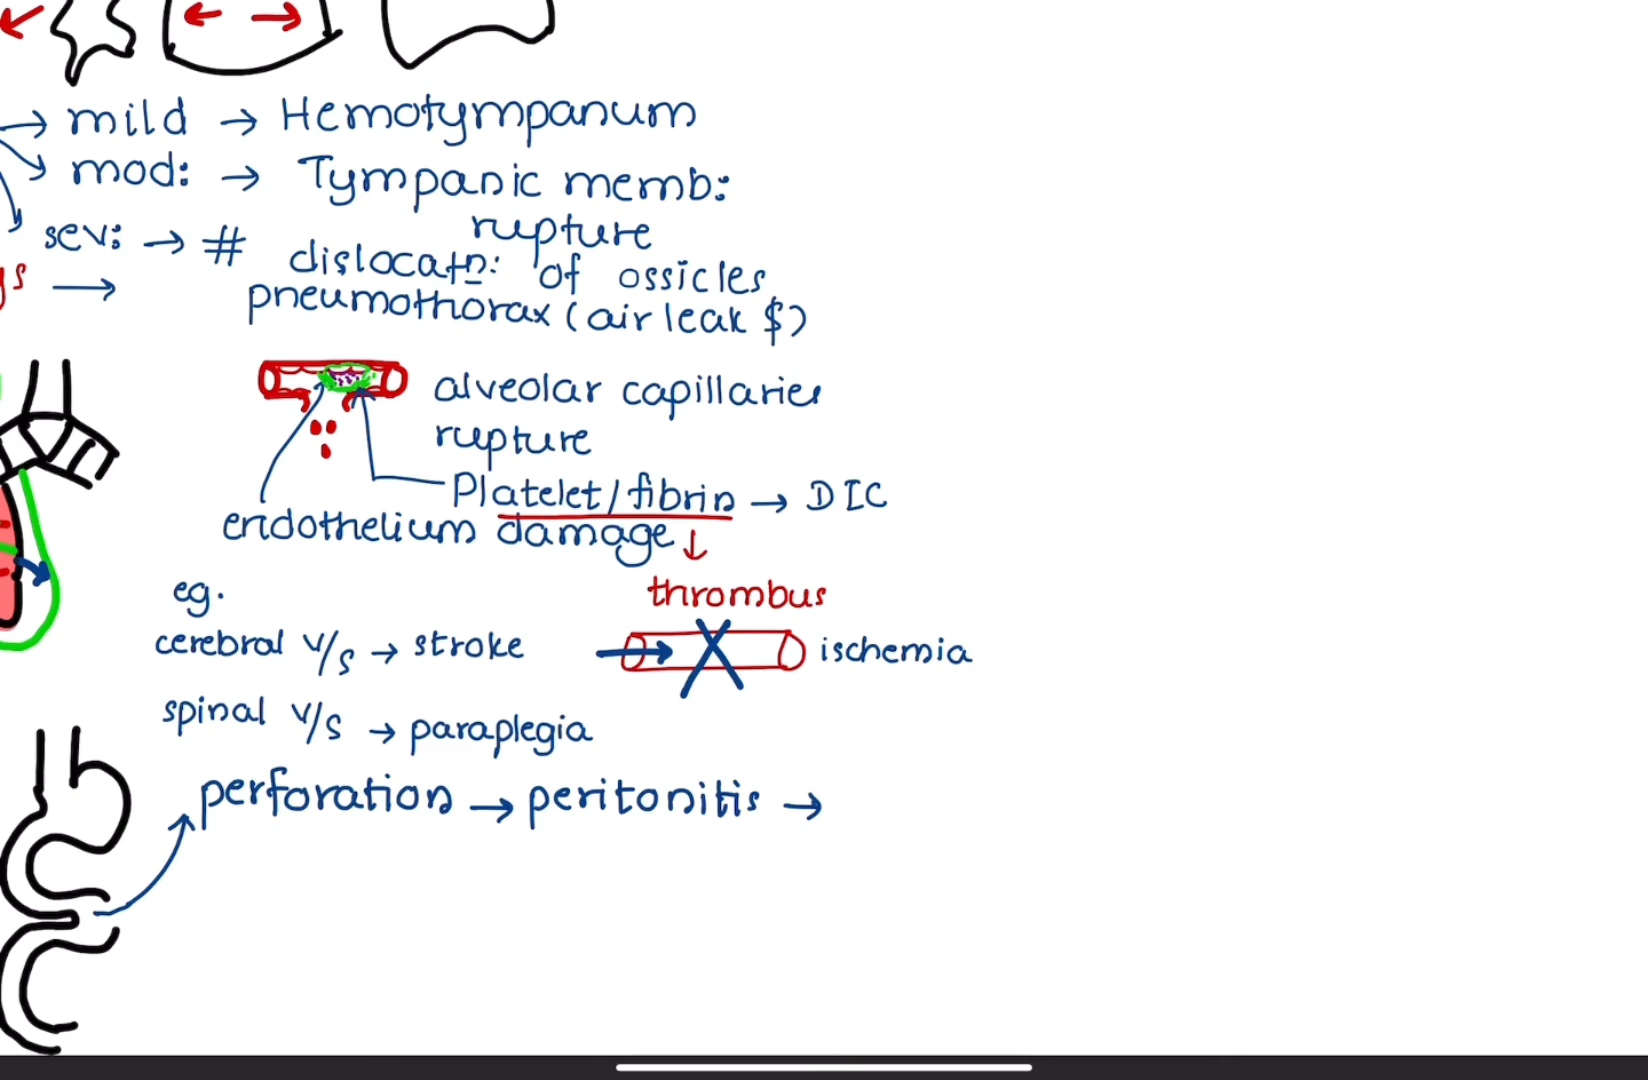 → mild → Hemotympanum
→ mod: → Tympanic memb:
rupture
sev: → # dislocatn: of ossicles
gs → pneumothorax (air leak $)
alveolar capillaries
rupture
Platelet/fibrin → DIC
endothelium damage ↓
thrombus
eg.
cerebral v/s → stroke
ischemia
spinal v/s → paraplegia
perforation → peritonitis →